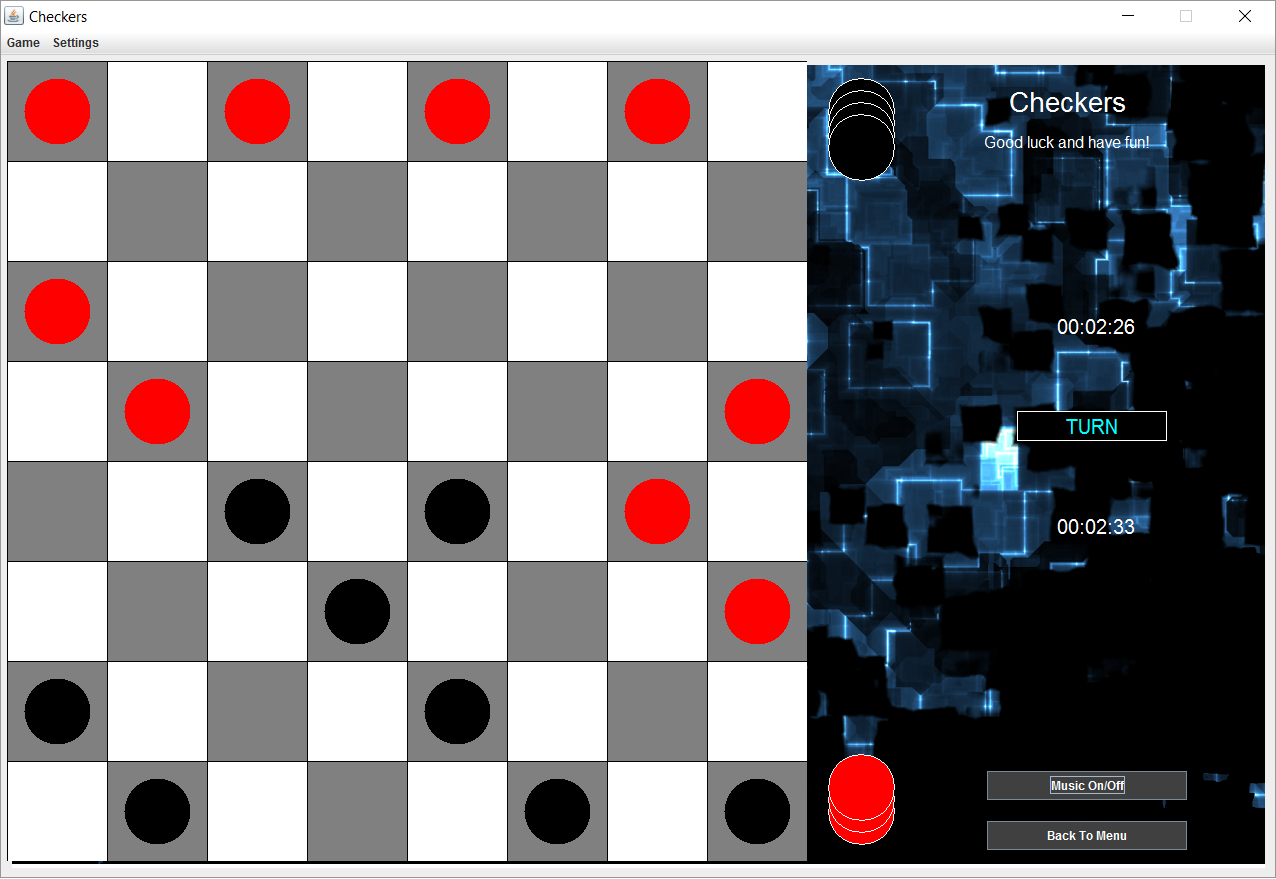 Checkers
Game Settings
Checkers
Good luck and have fun!
00:02:26
TURN
00:02:33
Music On/Off
Back To Menu